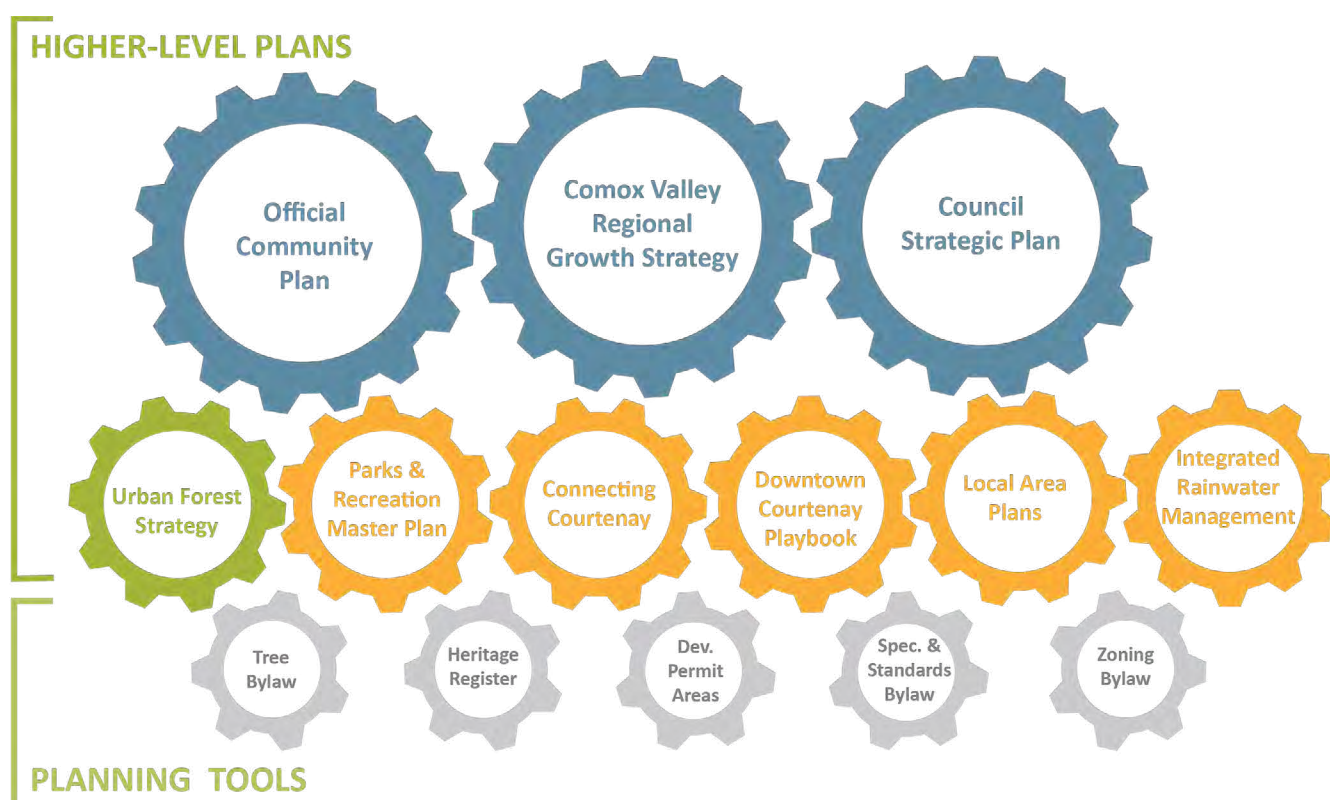 HIGHER-LEVEL PLANS
Official
Community
Plan
Comox Valley
Regional
Growth Strategy
Council
Strategic Plan
Urban Forest
Strategy
Parks &
Recreation
Master Plan
Connecting
Courtenay
Downtown
Courtenay
Playbook
Local Area
Plans
Integrated
Rainwater
Management
Tree
Bylaw
Heritage
Register
Dev.
Permit
Areas
Spec. &
Standards
Bylaw
Zoning
Bylaw
PLANNING TOOLS